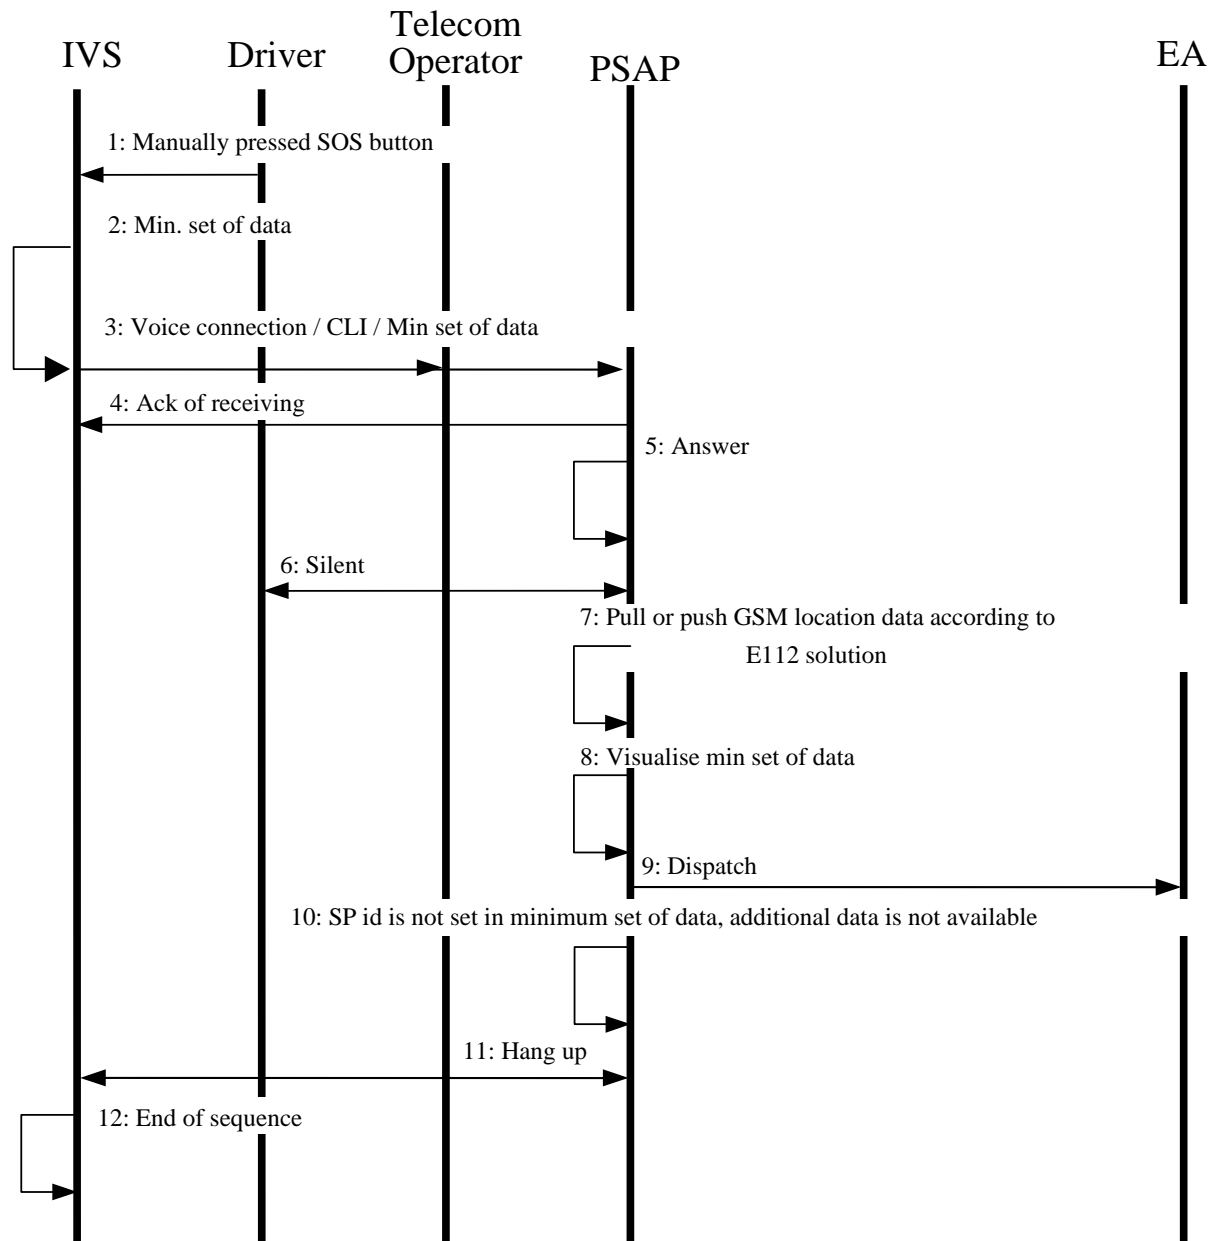 IVS
Driver
Telecom
Operator
PSAP
EA
1: Manually pressed SOS button
2: Min. set of data
3: Voice connection / CLI / Min set of data
4: Ack of receiving
5: Answer
6: Silent
7: Pull or push GSM location data according to
E112 solution
8: Visualise min set of data
9: Dispatch
10: SP id is not set in minimum set of data, additional data is not available
11: Hang up
12: End of sequence